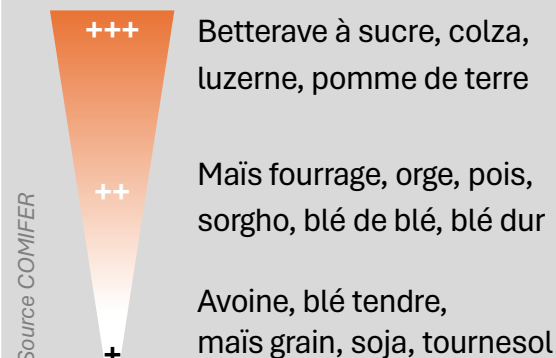 +++
Betterave à sucre, colza,
luzerne, pomme de terre
++
Maïs fourrage, orge, pois,
sorgho, blé de blé, blé dur
Source COMIFER
+
Avoine, blé tendre,
maïs grain, soja, tournesol